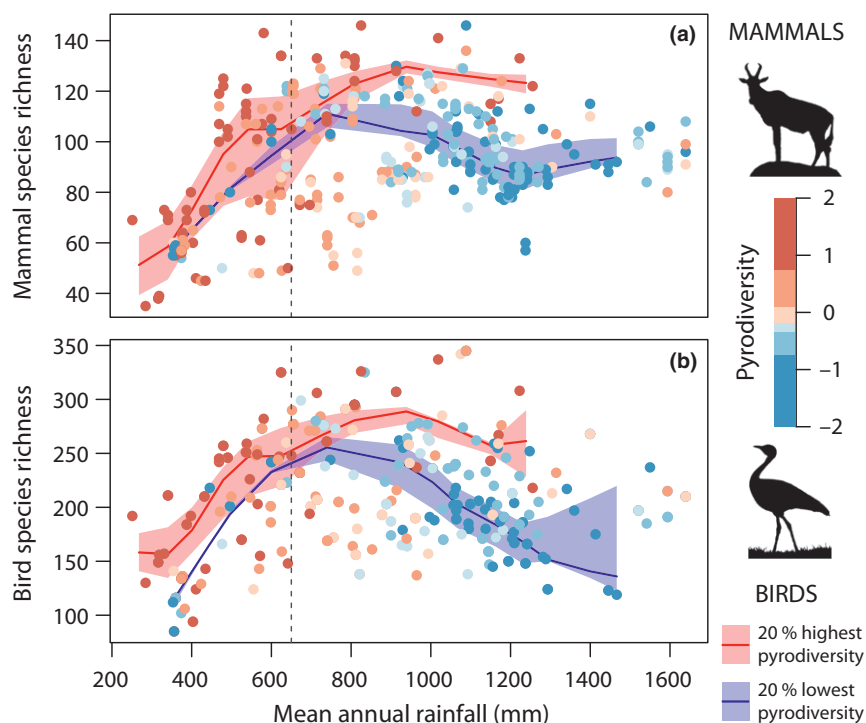 (a)
MAMMALS
Mammal species richness
140
120
100
80
60
40
Pyrodiversity
2
1
0
−1
−2
(b)
Bird species richness
350
300
250
200
150
100
BIRDS
20 % highest
pyrodiversity
20 % lowest
pyrodiversity
200 400 600 800 1000 1200 1400 1600
Mean annual rainfall (mm)